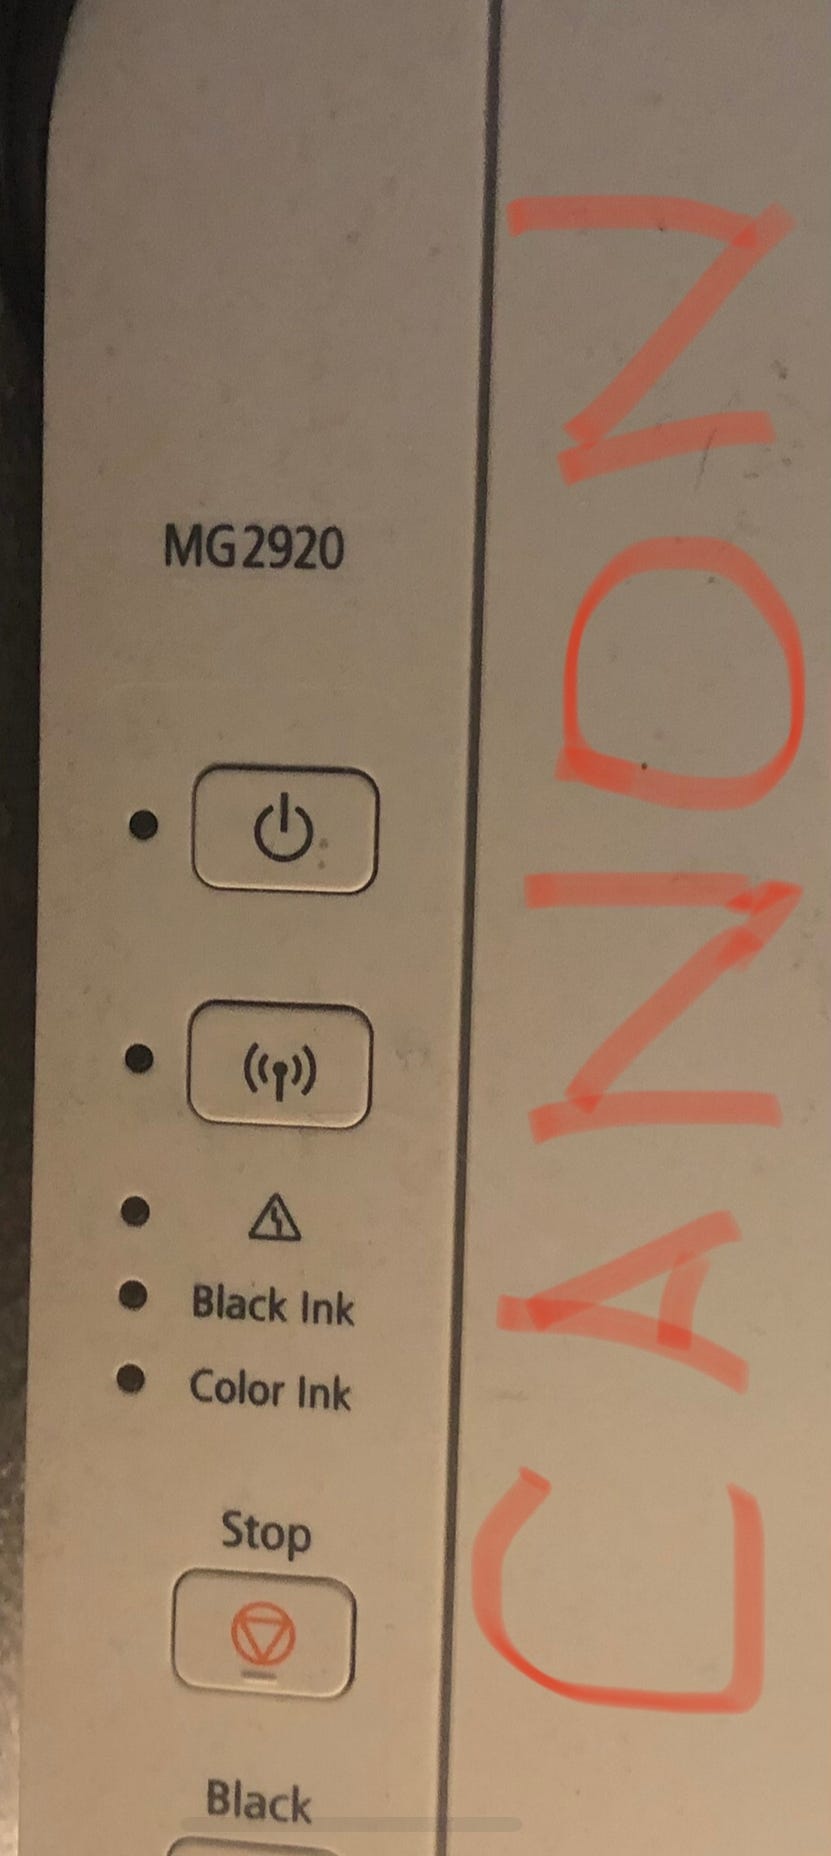 MG2920
Black Ink
Color Ink
Stop
Black
CANON